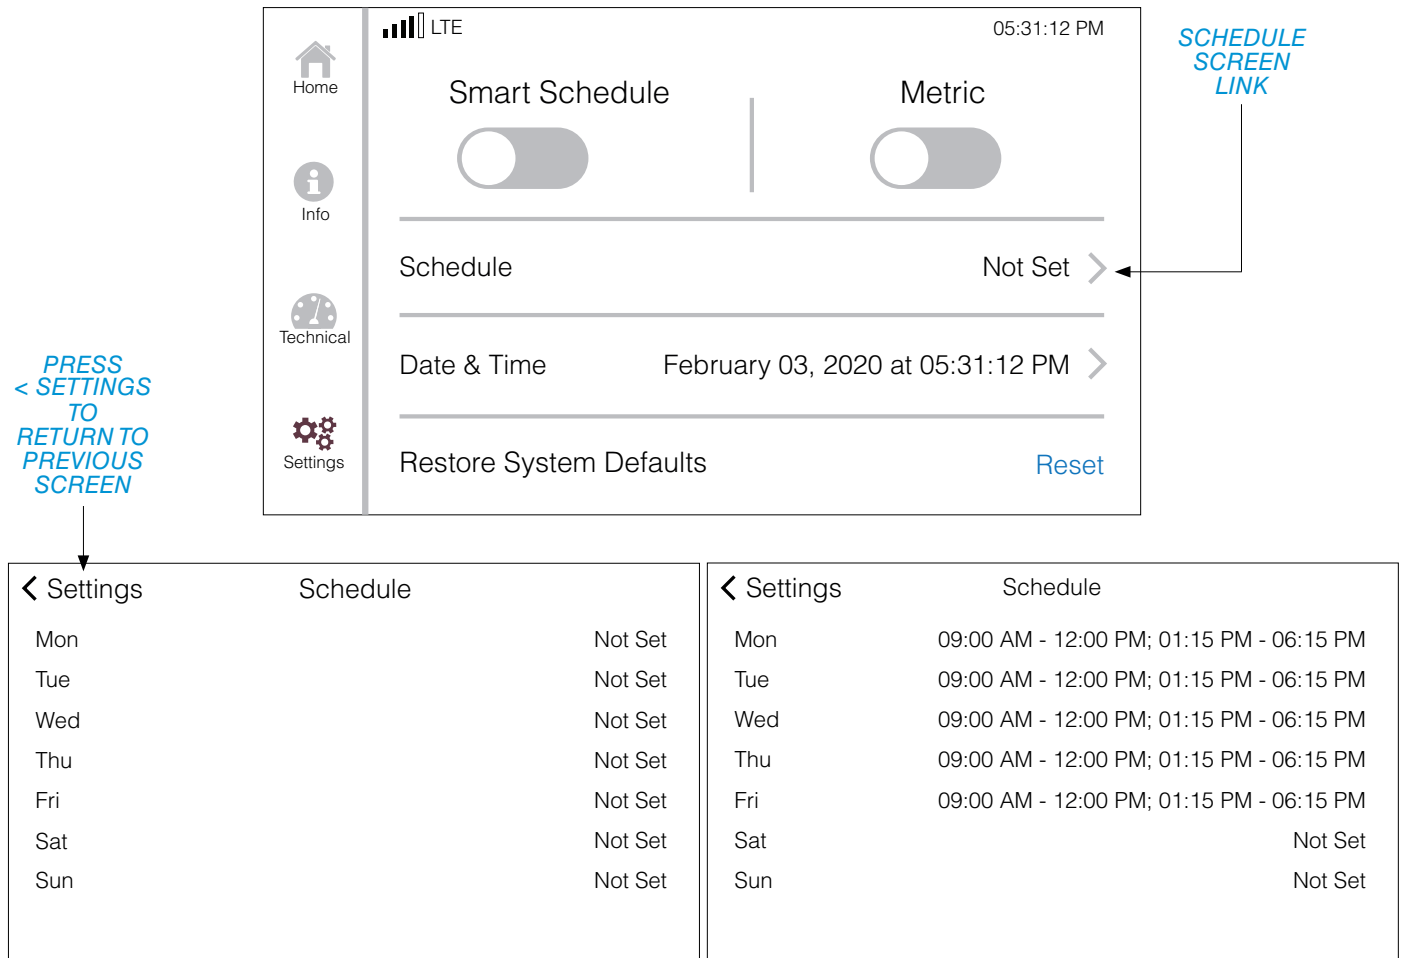 LTE
05:31:12 PM
SCHEDULE
SCREEN
LINK
Home
Smart Schedule
Metric
Info
Schedule
Not Set
Technical
Date & Time
February 03, 2020 at 05:31:12 PM
PRESS
< SETTINGS
TO
RETURN TO
PREVIOUS
SCREEN
Settings
Restore System Defaults
Reset
Settings
Schedule
Mon Not Set
Tue Not Set
Wed Not Set
Thu Not Set
Fri Not Set
Sat Not Set
Sun Not Set
Settings
Schedule
Mon 09:00 AM - 12:00 PM; 01:15 PM - 06:15 PM
Tue 09:00 AM - 12:00 PM; 01:15 PM - 06:15 PM
Wed 09:00 AM - 12:00 PM; 01:15 PM - 06:15 PM
Thu 09:00 AM - 12:00 PM; 01:15 PM - 06:15 PM
Fri 09:00 AM - 12:00 PM; 01:15 PM - 06:15 PM
Sat Not Set
Sun Not Set